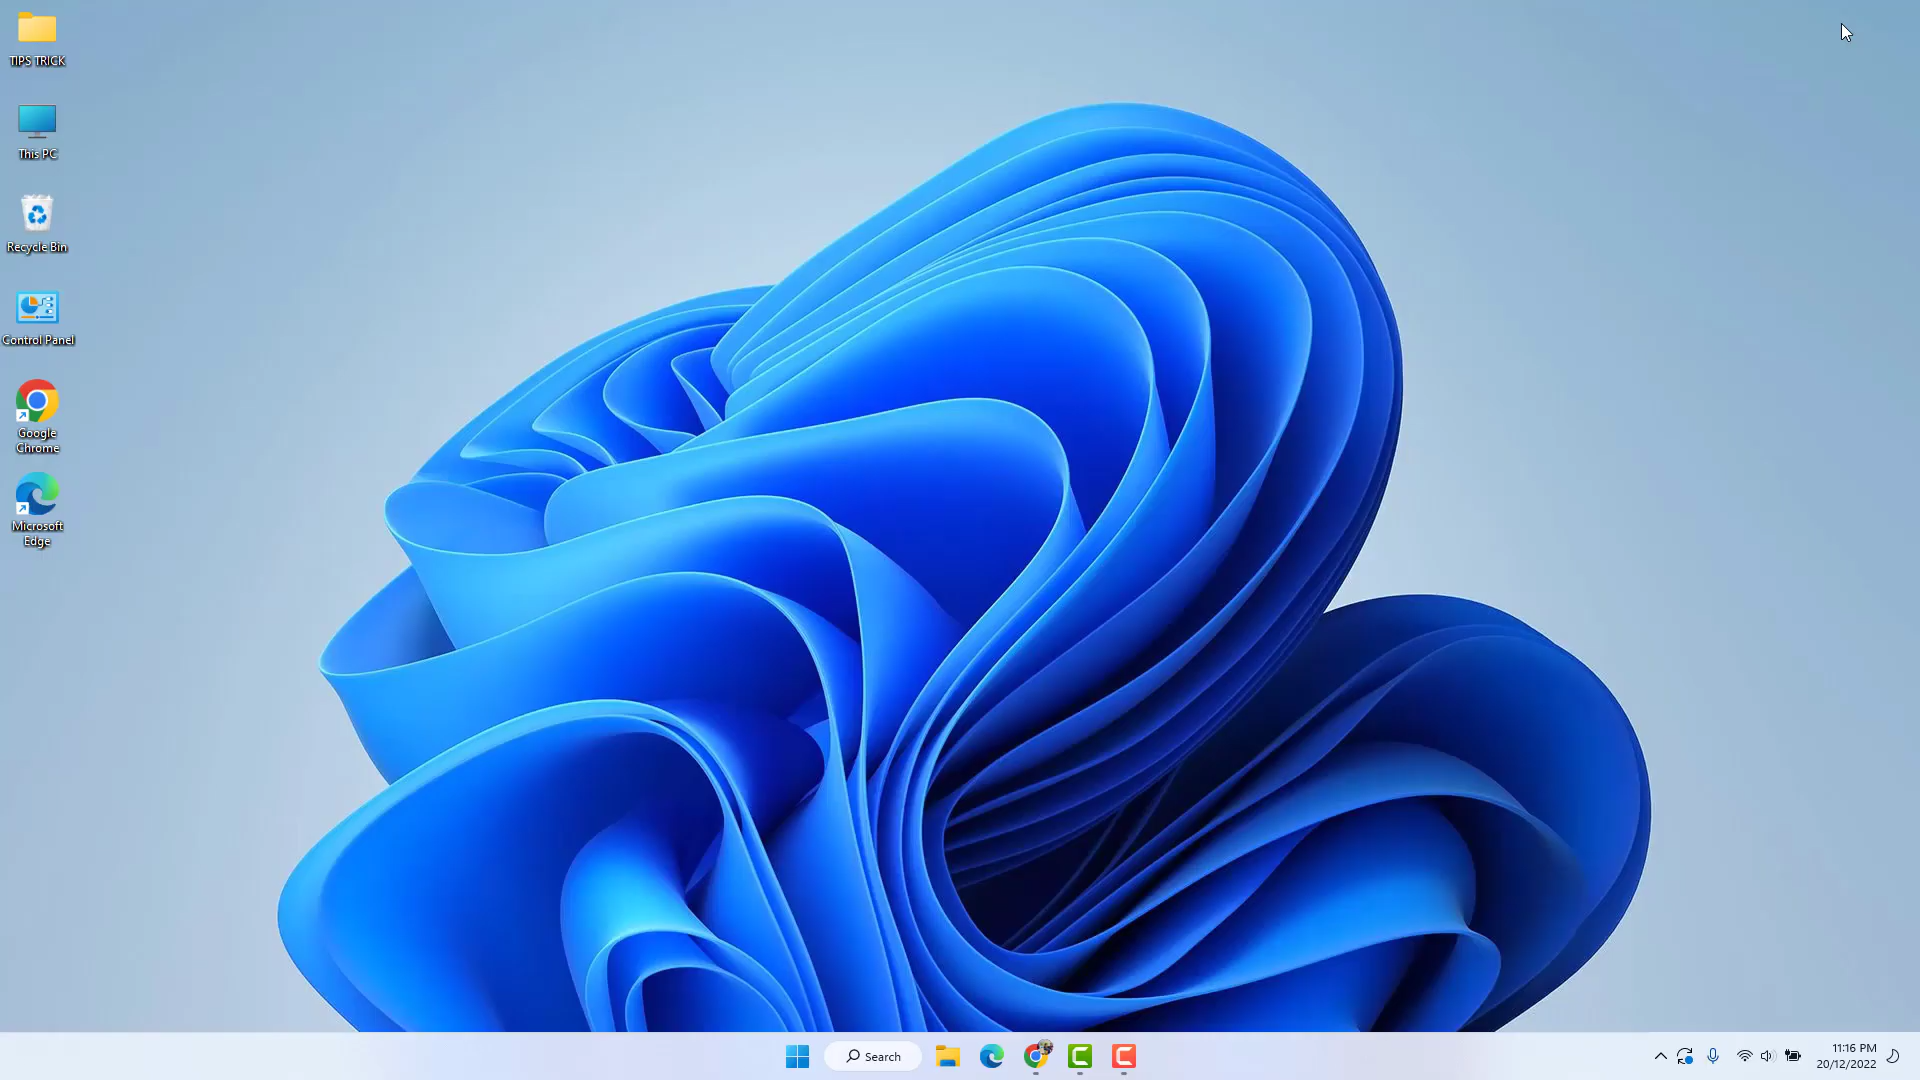 TIPS TRICK
This PC
Recycle Bin
Control Panel
Google
Chrome
Microsoft
Edge
Search
11:16 PM
20/12/2022